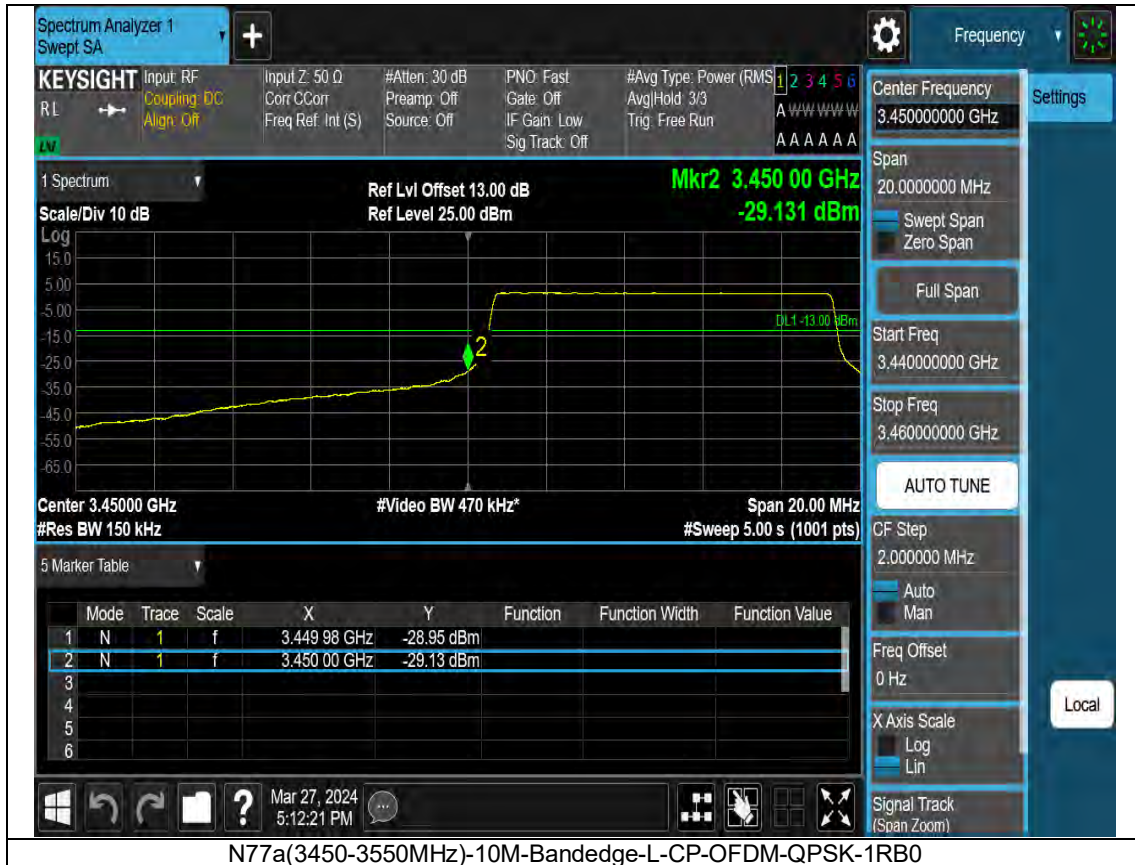 Spectrum Analyzer 1
Swept SA
+
Frequency
KEYSIGHT
Input: RF
Coupling: DC
Align: Off
Input Z: 50 Ω
Corr CCorr
Freq Ref: Int (S)
#Atten: 30 dB
Preamp: Off
Source: Off
PNO: Fast
Gate: Off
IF Gain: Low
Sig Track: Off
#Avg Type: Power (RMS
Avg|Hold: 3/3
Trig: Free Run
1 2 3 4 5 6
A W W W W W
A A A A A A
RL
1 Spectrum
Scale/Div 10 dB
Log
Ref Lvl Offset 13.00 dB
Ref Level 25.00 dBm
Mkr2 3.450 00 GHz
-29.131 dBm
15.0
5.00
-5.00
-15.0
-25.0
-35.0
-45.0
-55.0
-65.0
DL1 -13.00 dBm
2
Center 3.45000 GHz
#Video BW 470 kHz*
Span 20.00 MHz
#Res BW 150 kHz
#Sweep 5.00 s (1001 pts)
5 Marker Table
Mode Trace Scale X Y Function Function Width Function Value
1 N 1 f 3.449 98 GHz -28.95 dBm
2 N 1 f 3.450 00 GHz -29.13 dBm
3
4
5
6
Mar 27, 2024
5:12:21 PM
?
Center Frequency
3.450000000 GHz
Settings
Span
20.0000000 MHz
Swept Span
Zero Span
Full Span
Start Freq
3.440000000 GHz
Stop Freq
3.460000000 GHz
AUTO TUNE
CF Step
2.000000 MHz
Auto
Man
Freq Offset
0 Hz
X Axis Scale
Log
Lin
Local
Signal Track
(Span Zoom)
N77a(3450-3550MHz)-10M-Bandedge-L-CP-OFDM-QPSK-1RB0